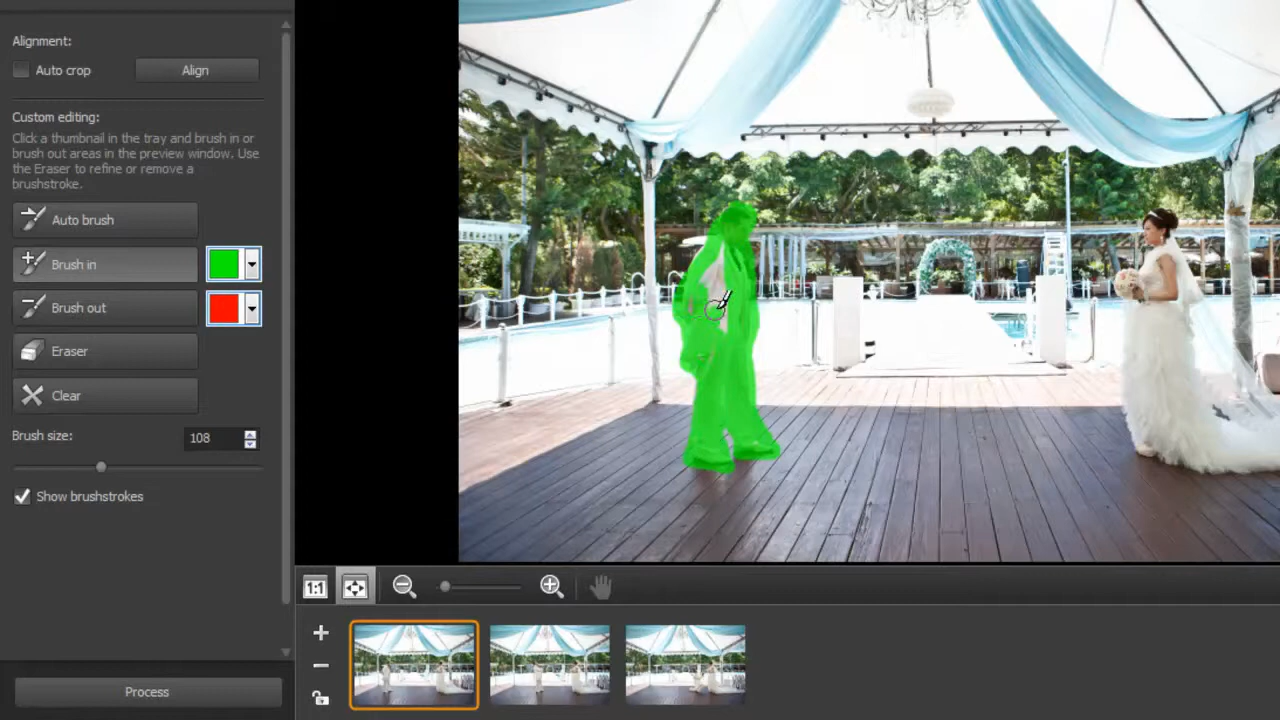 Alignment:
Auto crop
Align
Custom editing:
Click a thumbnail in the tray and brush in or
brush out areas in the preview window. Use
the Eraser to refine or remove a
brushstroke.
Auto brush
Brush in
Brush out
Eraser
Clear
Brush size:
108
Show brushstrokes
1:1
Process